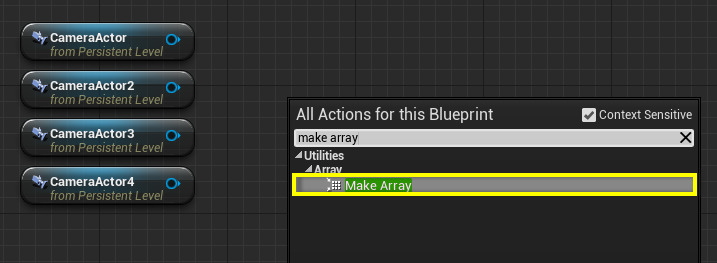 CameraActor
from Persistent Level
CameraActor2
from Persistent Level
CameraActor3
from Persistent Level
CameraActor4
from Persistent Level
All Actions for this Blueprint
Context Sensitive
make array
Utilities
Array
Make Array